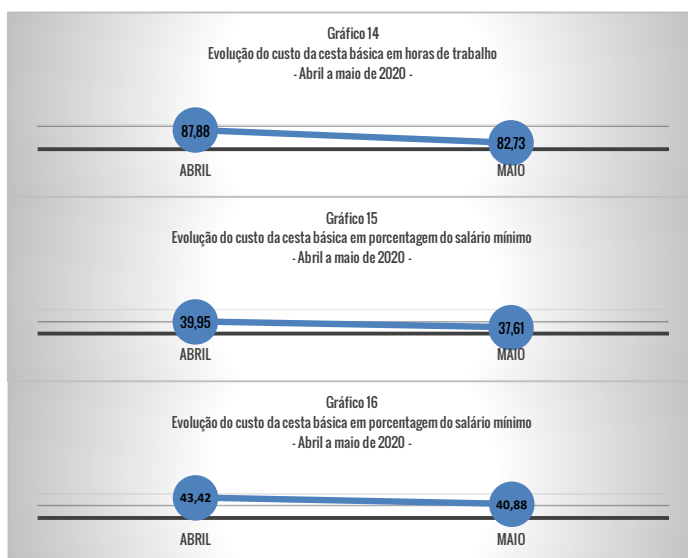 Gráfico 14
Evolução do custo da cesta básica em horas de trabalho
- Abril a maio de 2020 -
87,88
82,73
ABRIL
MAIO
Gráfico 15
Evolução do custo da cesta básica em porcentagem do salário mínimo
- Abril a maio de 2020 -
39,95
37,61
ABRIL
MAIO
Gráfico 16
Evolução do custo da cesta básica em porcentagem do salário mínimo
- Abril a maio de 2020 -
43,42
40,88
ABRIL
MAIO